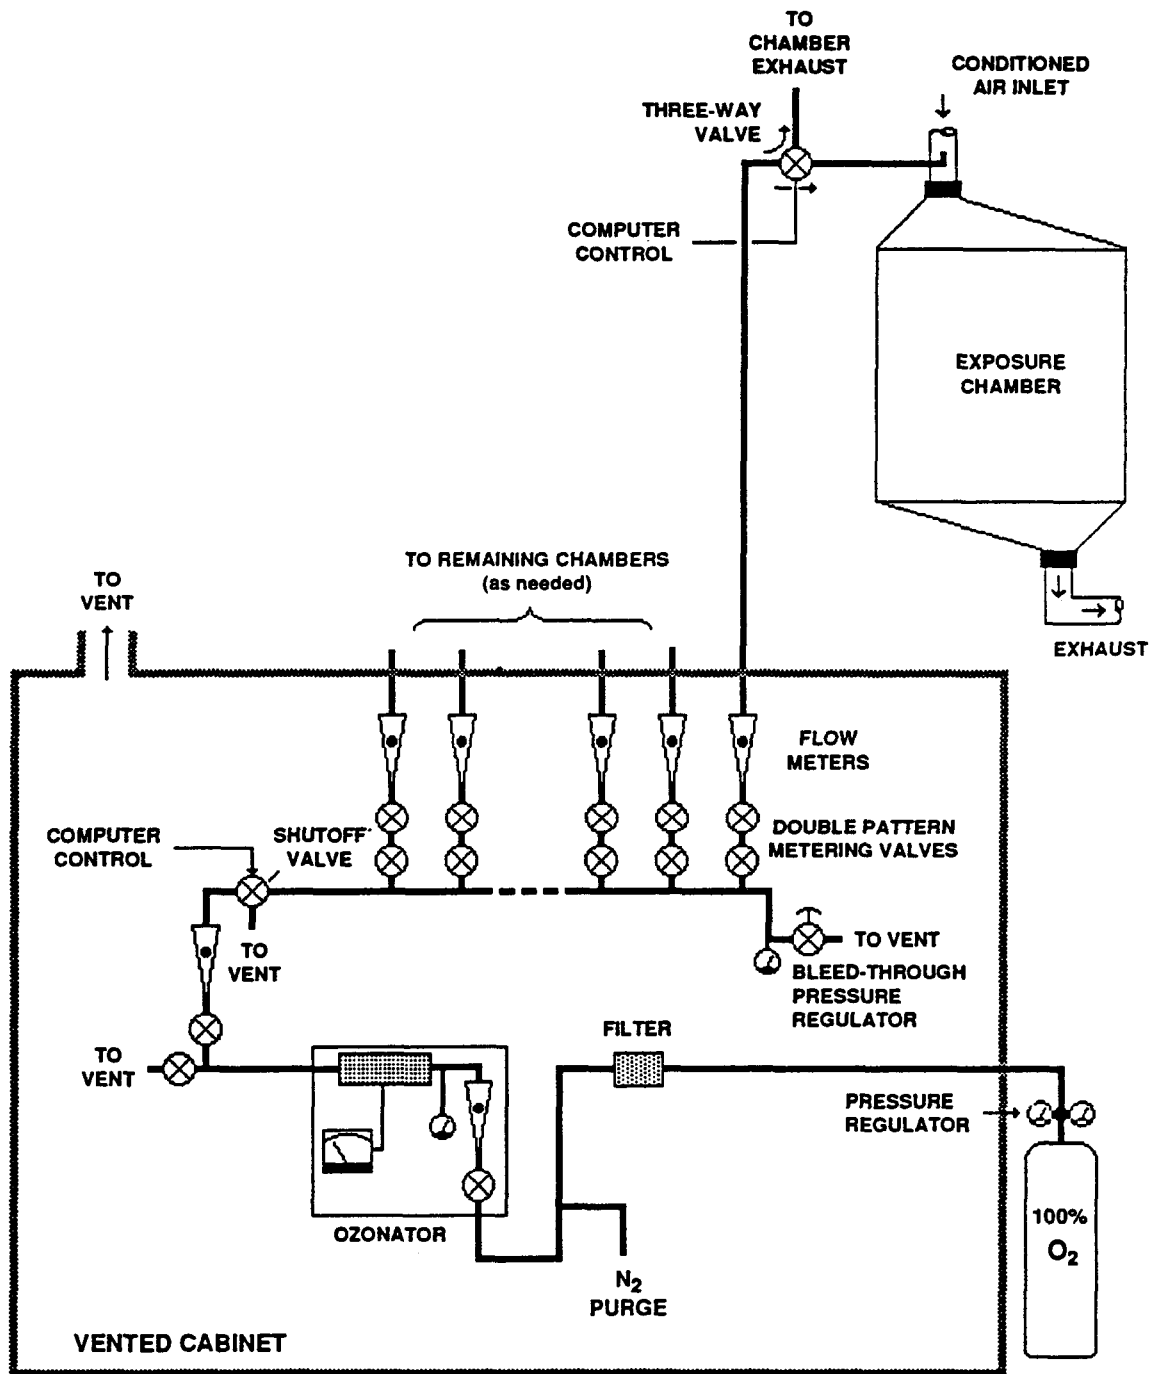 TO
CHAMBER
EXHAUST
CONDITIONED
AIR INLET
THREE-WAY
VALVE
COMPUTER
CONTROL
EXPOSURE
CHAMBER
TO REMAINING CHAMBERS
(as needed)
TO
VENT
EXHAUST
FLOW
METERS
COMPUTER
CONTROL
SHUTOFF
VALVE
DOUBLE PATTERN
METERING VALVES
TO
VENT
TO VENT
BLEED-THROUGH
PRESSURE
REGULATOR
FILTER
TO
VENT
PRESSURE
REGULATOR
OZONATOR
100%
O₂
N₂
PURGE
VENTED CABINET